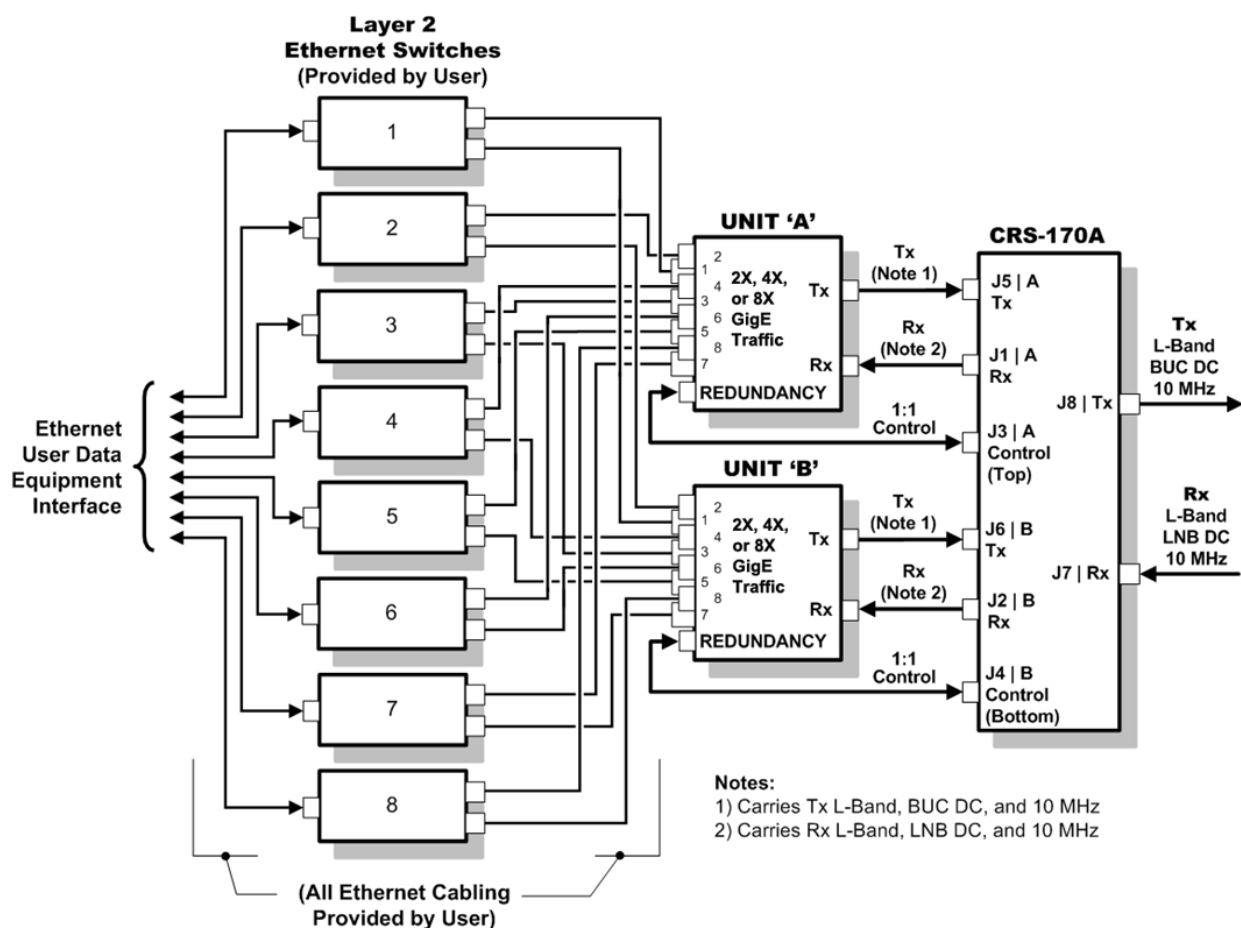 Layer 2
Ethernet Switches
(Provided by User)
1
2
3
4
5
6
7
8
Ethernet
User Data
Equipment
Interface
(All Ethernet Cabling
Provided by User)
UNIT ‘A’
2
1
4
3
6
5
8
7
2X, 4X,
or 8X
GigE
Traffic
Tx
Rx
REDUNDANCY
Tx
(Note 1)
Rx
(Note 2)
1:1
Control
UNIT ‘B’
2
1
4
3
6
5
8
7
2X, 4X,
or 8X
GigE
Traffic
Tx
Rx
REDUNDANCY
Tx
(Note 1)
Rx
(Note 2)
1:1
Control
CRS-170A
J5 | A
Tx
J1 | A
Rx
J3 | A
Control
(Top)
J6 | B
Tx
J2 | B
Rx
J4 | B
Control
(Bottom)
J8 | Tx
J7 | Rx
Tx
L-Band
BUC DC
10 MHz
Rx
L-Band
LNB DC
10 MHz
Notes:
1) Carries Tx L-Band, BUC DC, and 10 MHz
2) Carries Rx L-Band, LNB DC, and 10 MHz